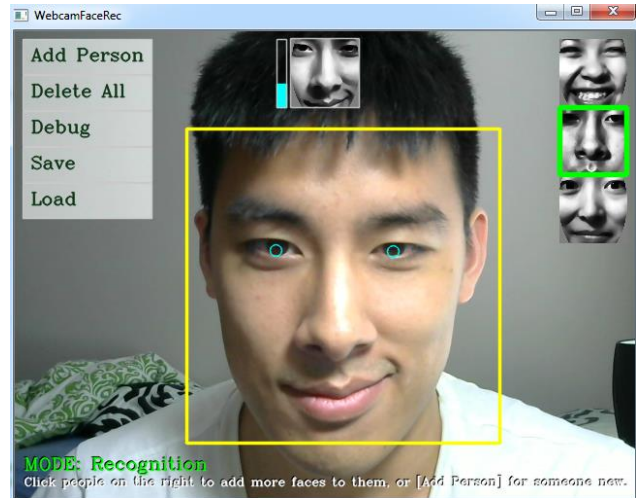 WebcamFaceRec
Add Person
Delete All
Debug
Save
Load
MODE: Recognition
Click people on the right to add more faces to them, or [Add Person] for someone new.